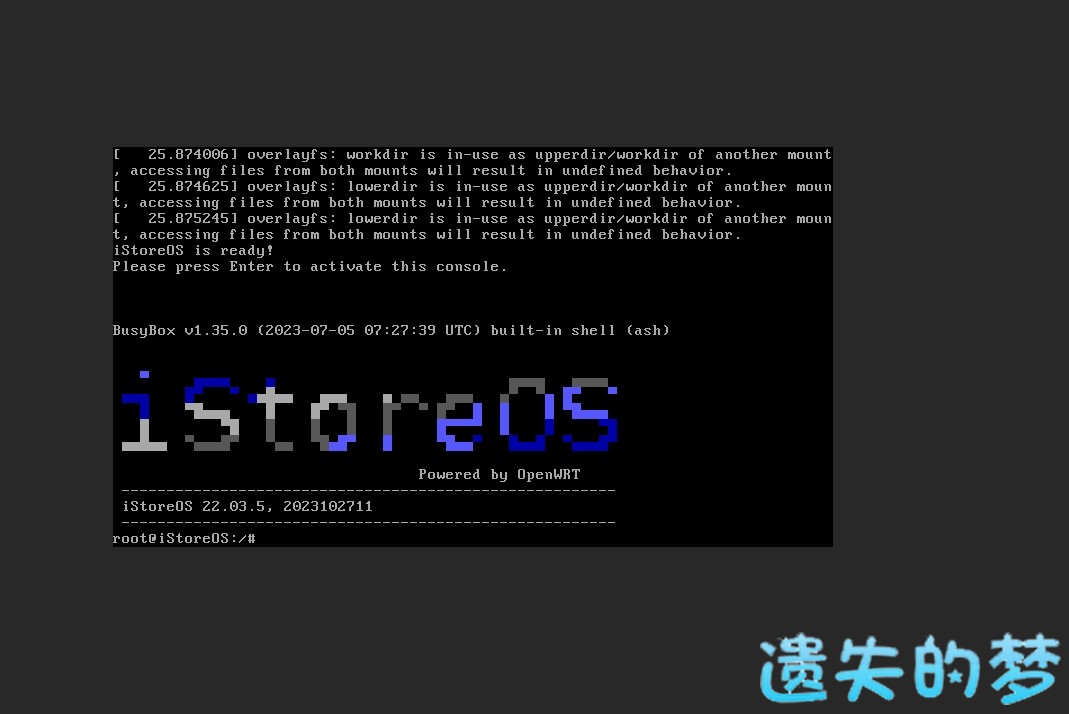 [   25.874006] overlayfs: workdir is in-use as upperdir/workdir of another mount
, accessing files from both mounts will result in undefined behavior.
[   25.874625] overlayfs: lowerdir is in-use as upperdir/workdir of another moun
t, accessing files from both mounts will result in undefined behavior.
[   25.875245] overlayfs: lowerdir is in-use as upperdir/workdir of another moun
t, accessing files from both mounts will result in undefined behavior.
iStoreOS is ready!
Please press Enter to activate this console.
BusyBox v1.35.0 (2023-07-05 07:27:39 UTC) built-in shell (ash)
iStoreOS
Powered by OpenWRT
-------------------------------------------------------
iStoreOS 22.03.5, 2023102711
-------------------------------------------------------
root@iStoreOS:/#
遗失的梦